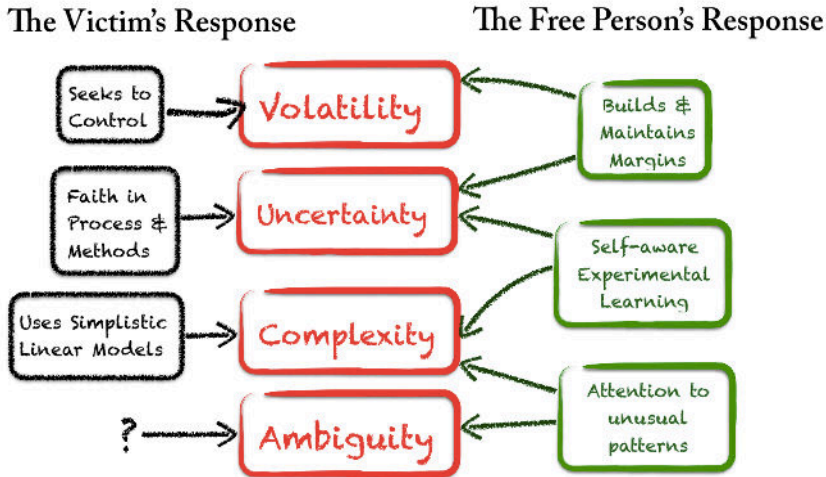 The Victim's Response
The Free Person's Response
Seeks to
Control
Volatility
Builds &
Maintains
Margins
Faith in
Process &
Methods
Uncertainty
Self-aware
Experimental
Learning
Uses Simplistic
Linear Models
Complexity
Attention to
unusual
patterns
?
Ambiguity